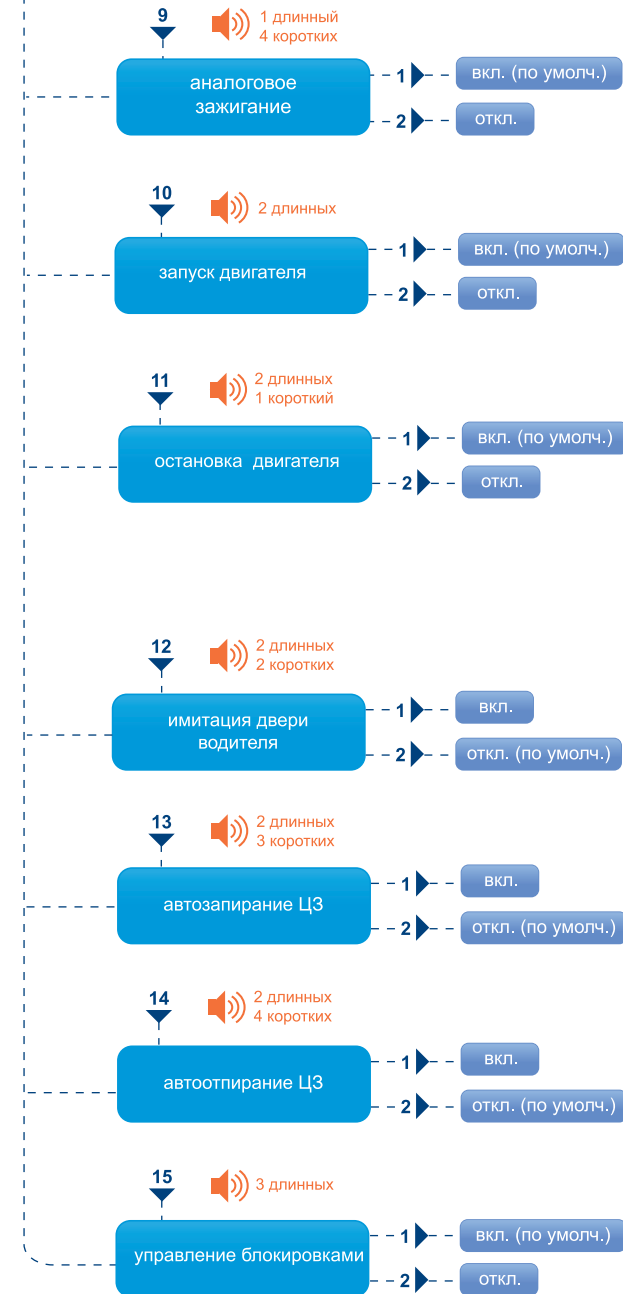 9
1 длинный
4 коротких
аналоговое
зажигание
1
вкл. (по умолч.)
2
откл.
10
2 длинных
запуск двигателя
1
вкл. (по умолч.)
2
откл.
11
2 длинных
1 короткий
остановка двигателя
1
вкл. (по умолч.)
2
откл.
12
2 длинных
2 коротких
имитация двери
водителя
1
вкл.
2
откл. (по умолч.)
13
2 длинных
3 коротких
автозапирание ЦЗ
1
вкл.
2
откл. (по умолч.)
14
2 длинных
4 коротких
автоотпирание ЦЗ
1
вкл.
2
откл. (по умолч.)
15
3 длинных
управление блокировками
1
вкл. (по умолч.)
2
откл.